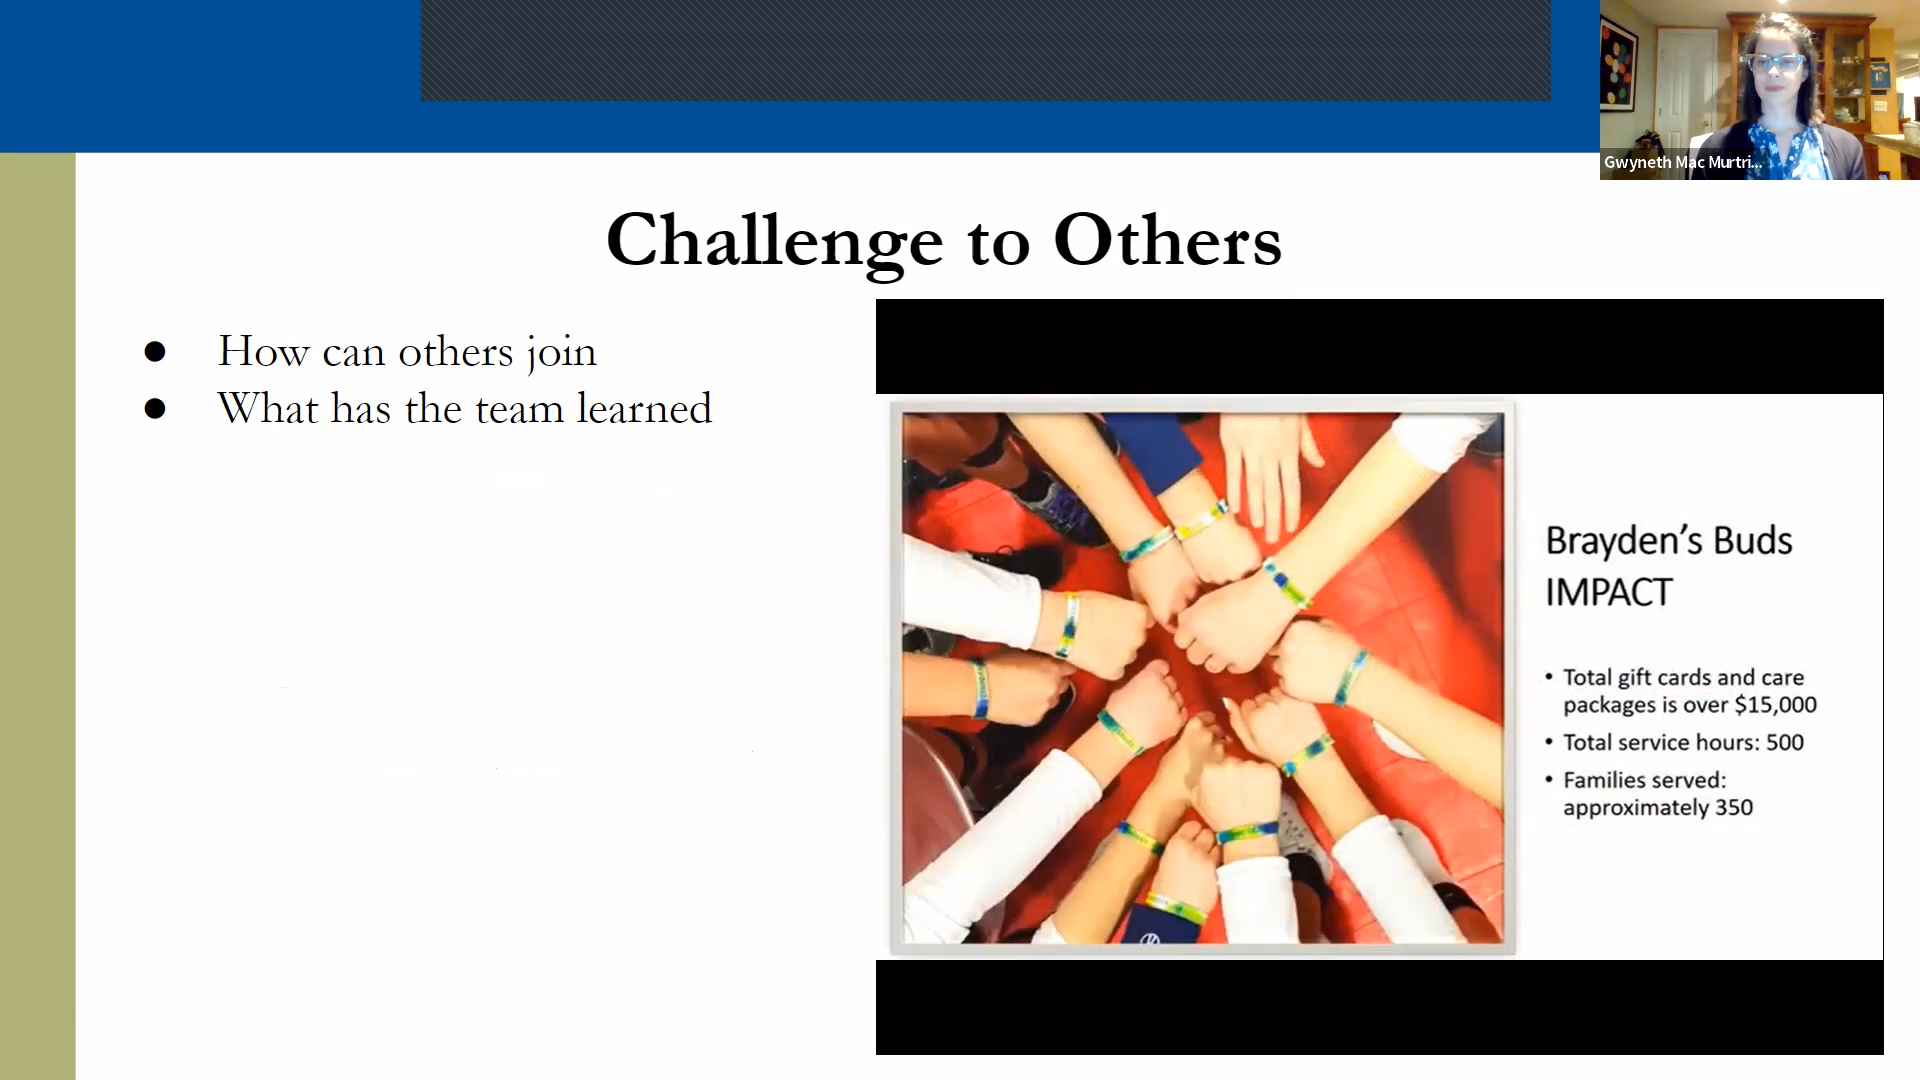 Gwyneth Mac Murtri...
Challenge to Others
● How can others join
● What has the team learned
Brayden's Buds
IMPACT
• Total gift cards and care
packages is over $15,000
• Total service hours: 500
• Families served:
approximately 350